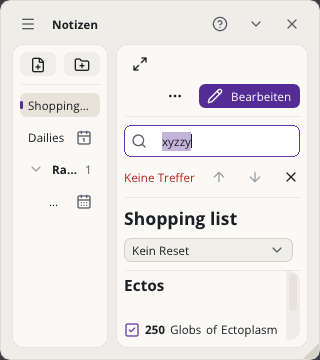 Notizen
Shopping...
Dailies
Ra... 1
...
Bearbeiten
xyzzy
Keine Treffer
Shopping list
Kein Reset
Ectos
250 Globs of Ectoplasm